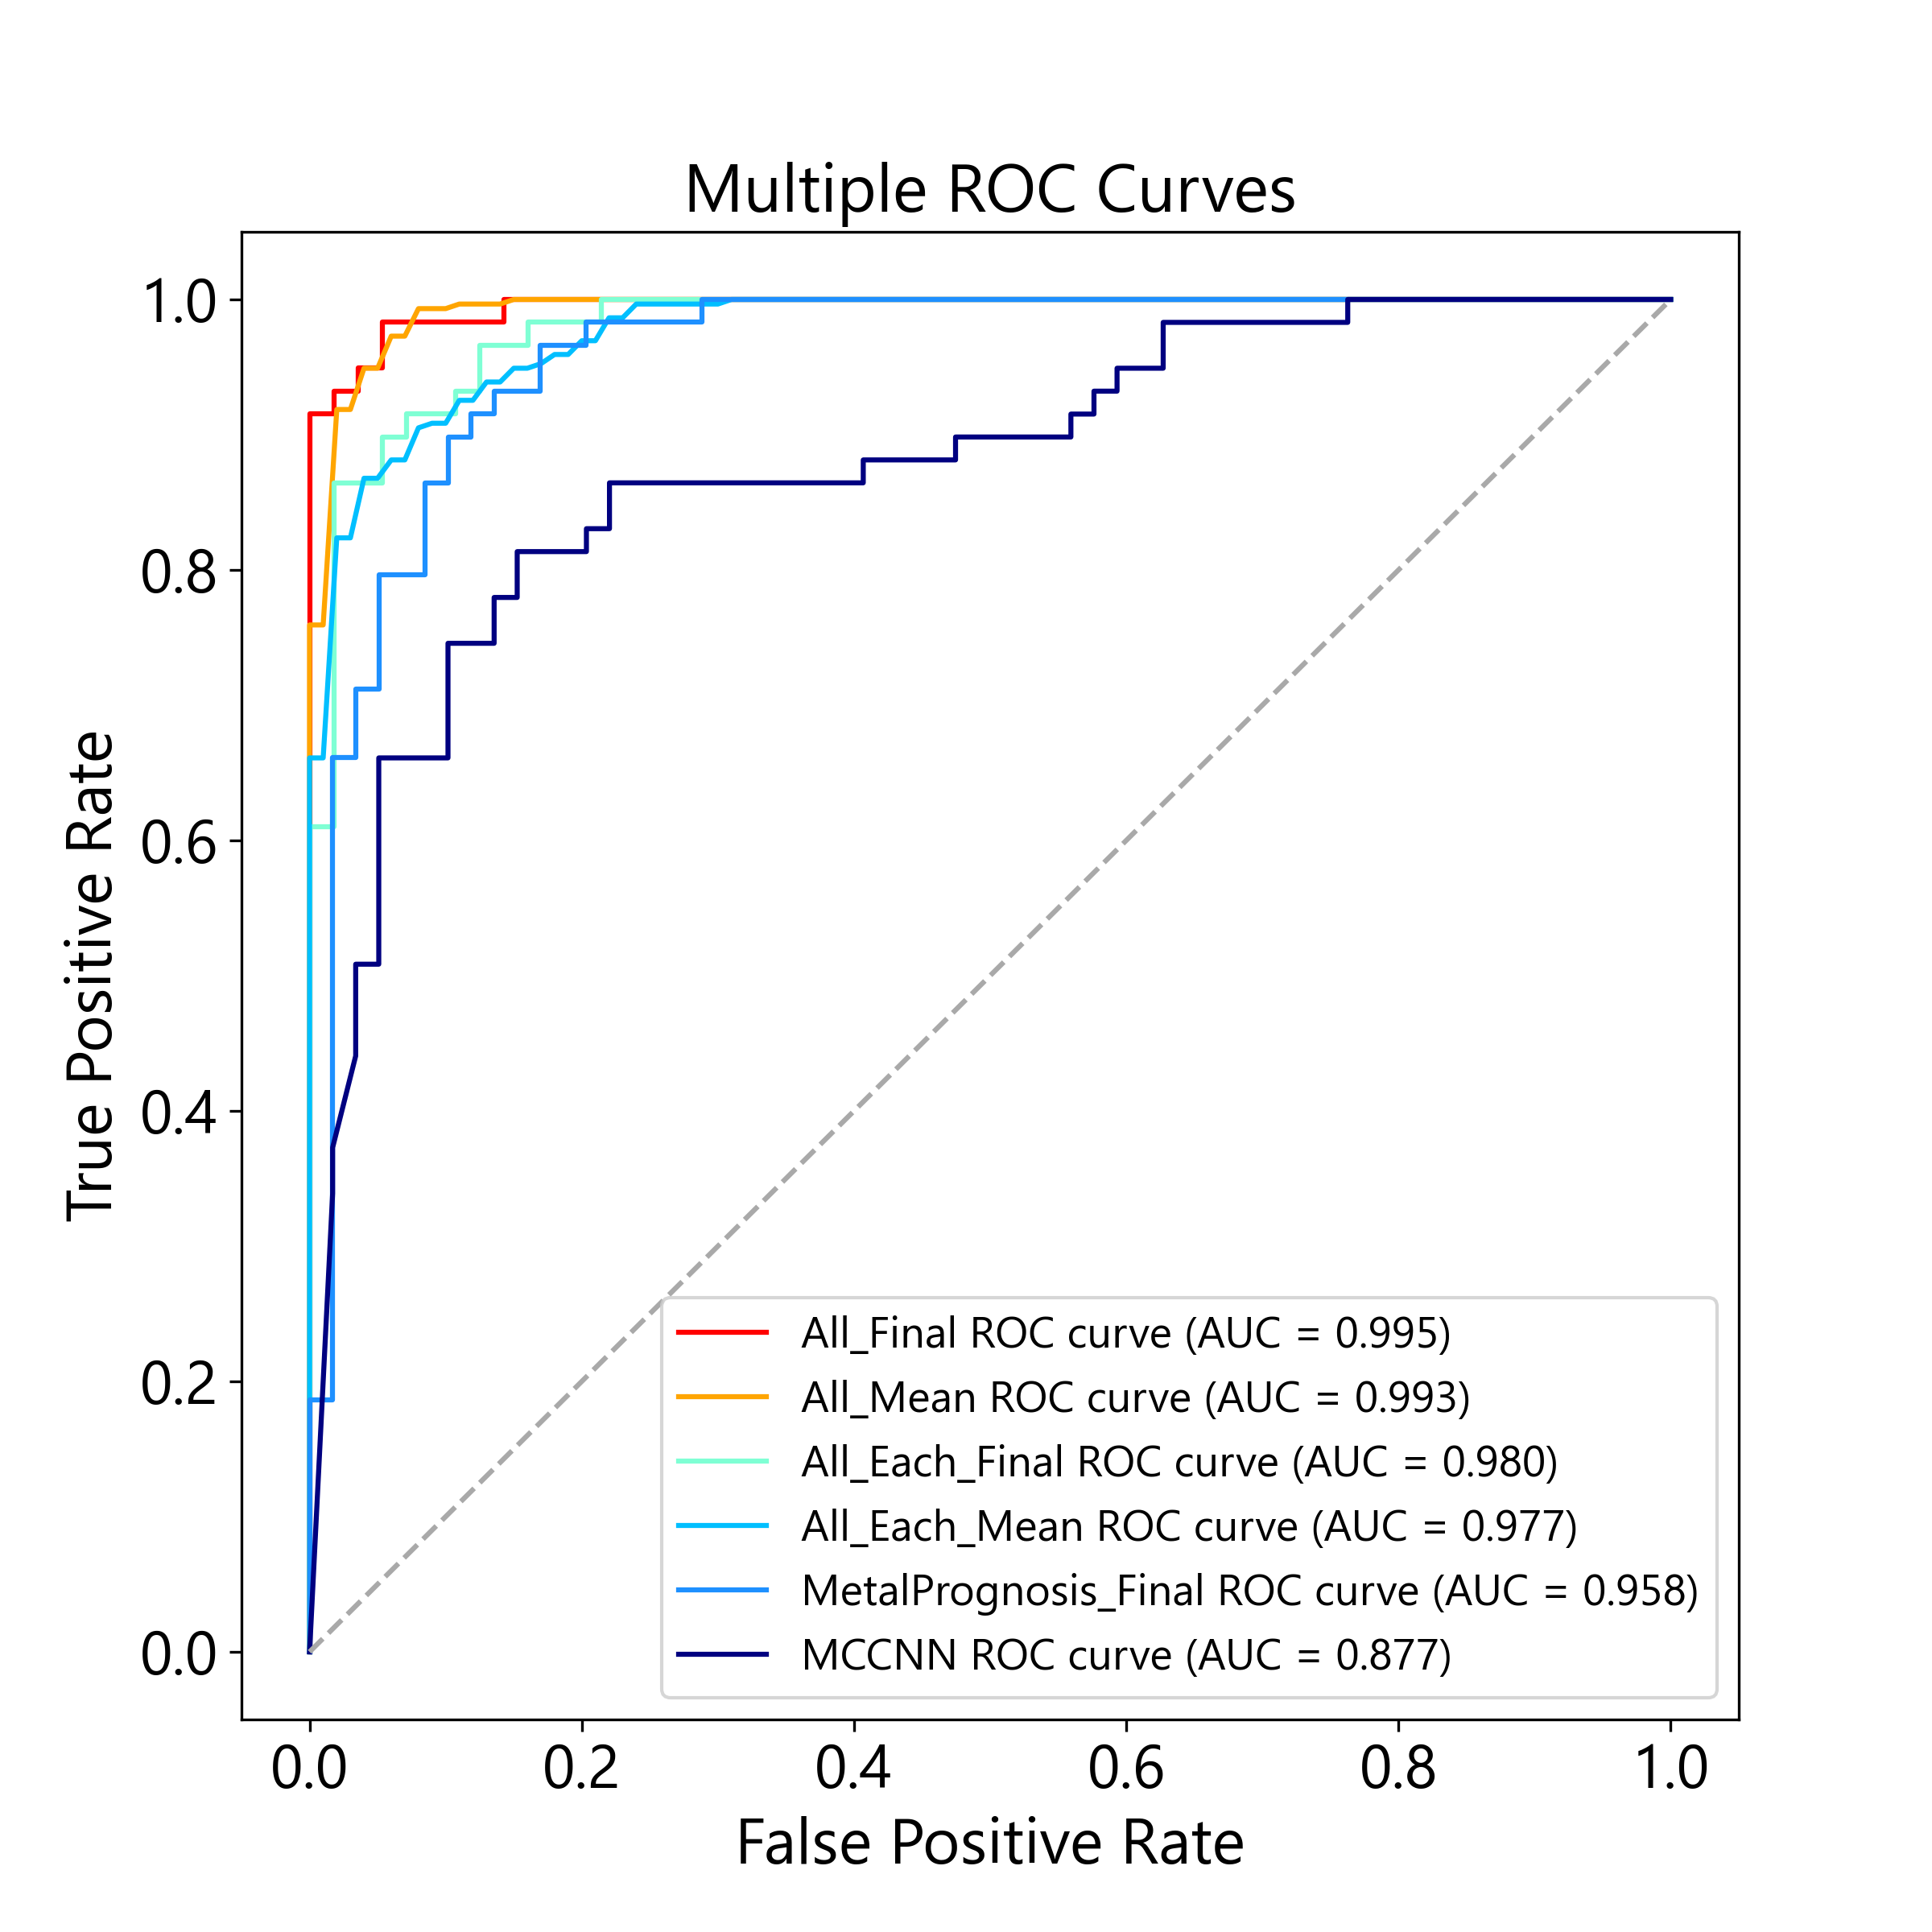 Multiple ROC Curves
1.0
0.8
0.6
0.4
0.2
0.0
True Positive Rate
All_Final ROC curve (AUC = 0.995)
All_Mean ROC curve (AUC = 0.993)
All_Each_Final ROC curve (AUC = 0.980)
All_Each_Mean ROC curve (AUC = 0.977)
MetalPrognosis_Final ROC curve (AUC = 0.958)
MCCNN ROC curve (AUC = 0.877)
0.0 0.2 0.4 0.6 0.8 1.0
False Positive Rate